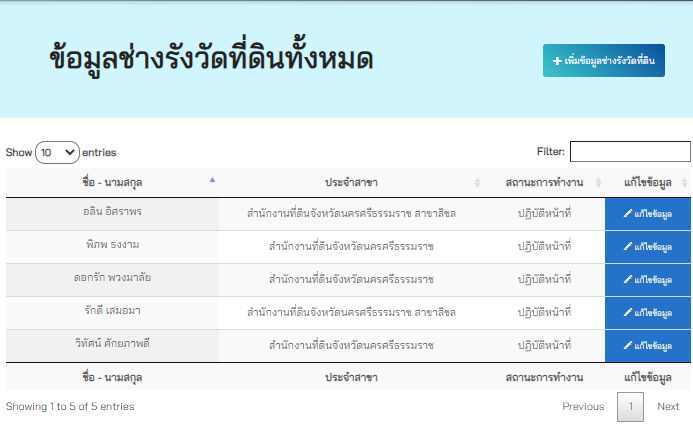 ข้อมูลช่างรังวัดที่ดินทั้งหมด
เพิ่มข้อมูลช่างรังวัดที่ดิน
Show 10 entries Filter:
ชื่อ - นามสกุล ประจำสาขา สถานะการทำงาน แก้ไขข้อมูล
อลิน อิศราพร สำนักงานที่ดินจังหวัดนครศรีธรรมราช สาขาสิชล ปฏิบัติหน้าที่ แก้ไขข้อมูล
พิภพ ธงงาม สำนักงานที่ดินจังหวัดนครศรีธรรมราช ปฏิบัติหน้าที่ แก้ไขข้อมูล
ดอกรัก พวงมาลัย สำนักงานที่ดินจังหวัดนครศรีธรรมราช ปฏิบัติหน้าที่ แก้ไขข้อมูล
รักดี เสมอมา สำนักงานที่ดินจังหวัดนครศรีธรรมราช สาขาสิชล ปฏิบัติหน้าที่ แก้ไขข้อมูล
วิทัศน์ ศักยภาพดี สำนักงานที่ดินจังหวัดนครศรีธรรมราช ปฏิบัติหน้าที่ แก้ไขข้อมูล
ชื่อ - นามสกุล ประจำสาขา สถานะการทำงาน แก้ไขข้อมูล
Showing 1 to 5 of 5 entries Previous 1 Next